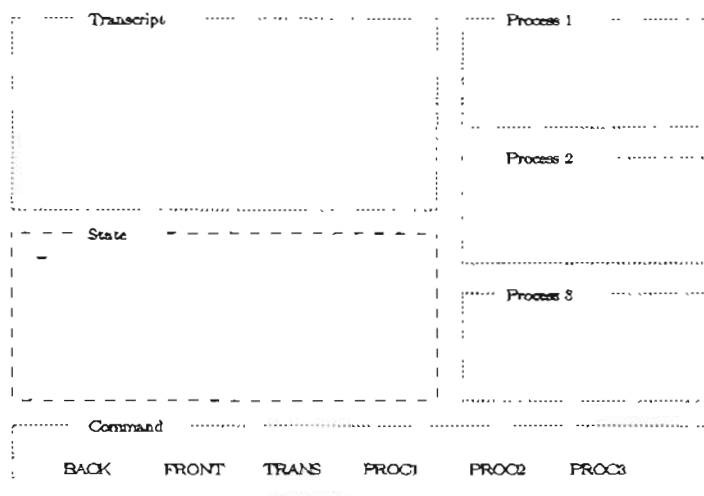 Transcript
Process 1
Process 2
State
Process 3
Command
BACK FRONT TRANS PROC1 PROC2 PROC3